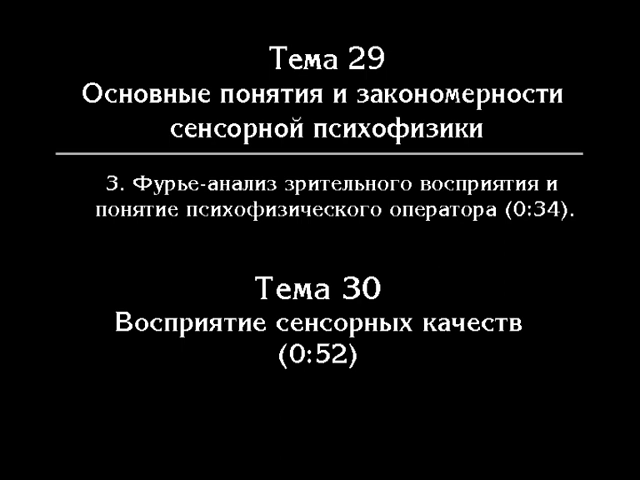 Тема 29
Основные понятия и закономерности
сенсорной психофизики
3. Фурье-анализ зрительного восприятия и
понятие психофизического оператора (0:34).
Тема 30
Восприятие сенсорных качеств
(0:52)